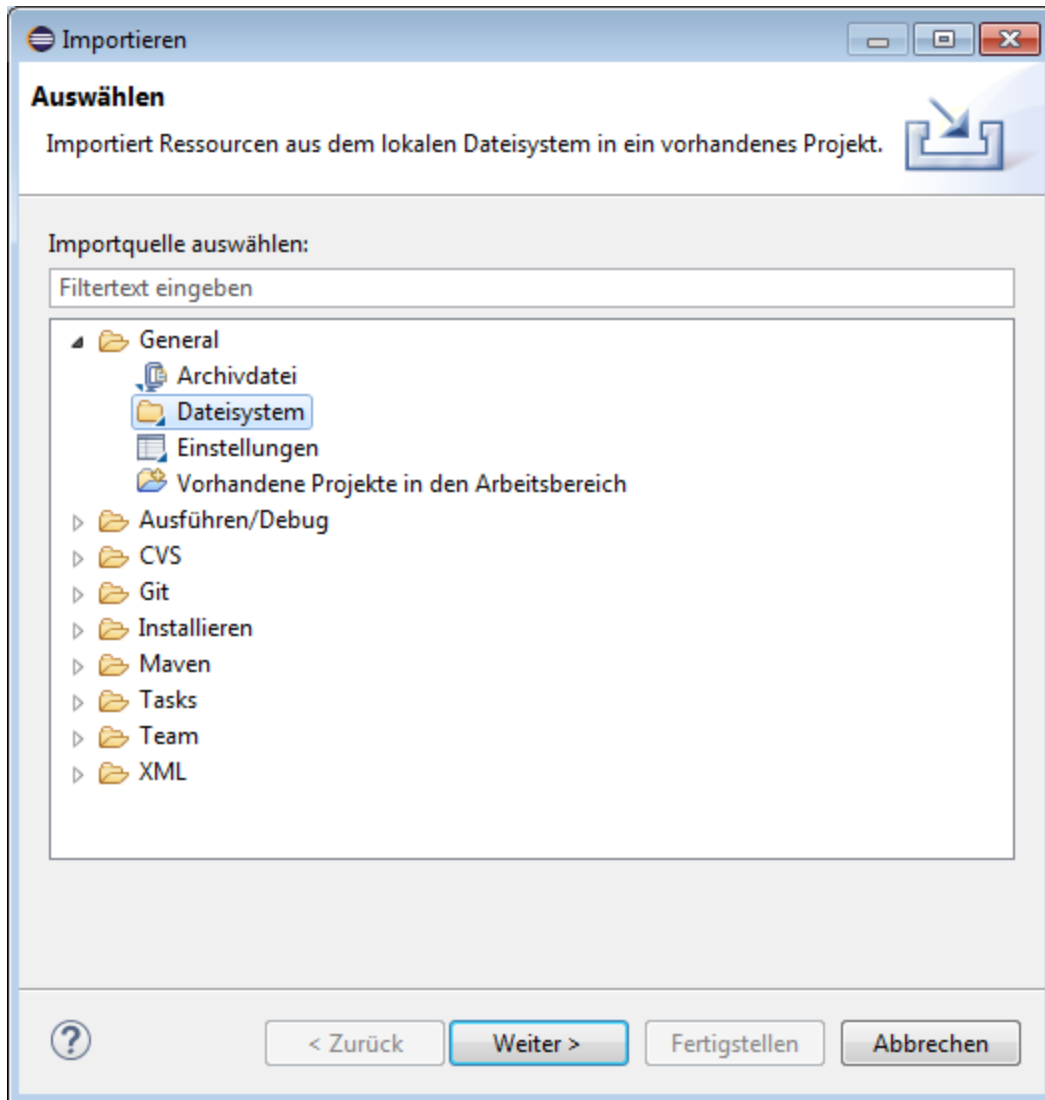 Importieren
Auswählen
Importiert Ressourcen aus dem lokalen Dateisystem in ein vorhandenes Projekt.
Importquelle auswählen:
Filtertext eingeben
General
Archivdatei
Dateisystem
Einstellungen
Vorhandene Projekte in den Arbeitsbereich
Ausführen/Debug
CVS
Git
Installieren
Maven
Tasks
Team
XML
? < Zurück Weiter > Fertigstellen Abbrechen